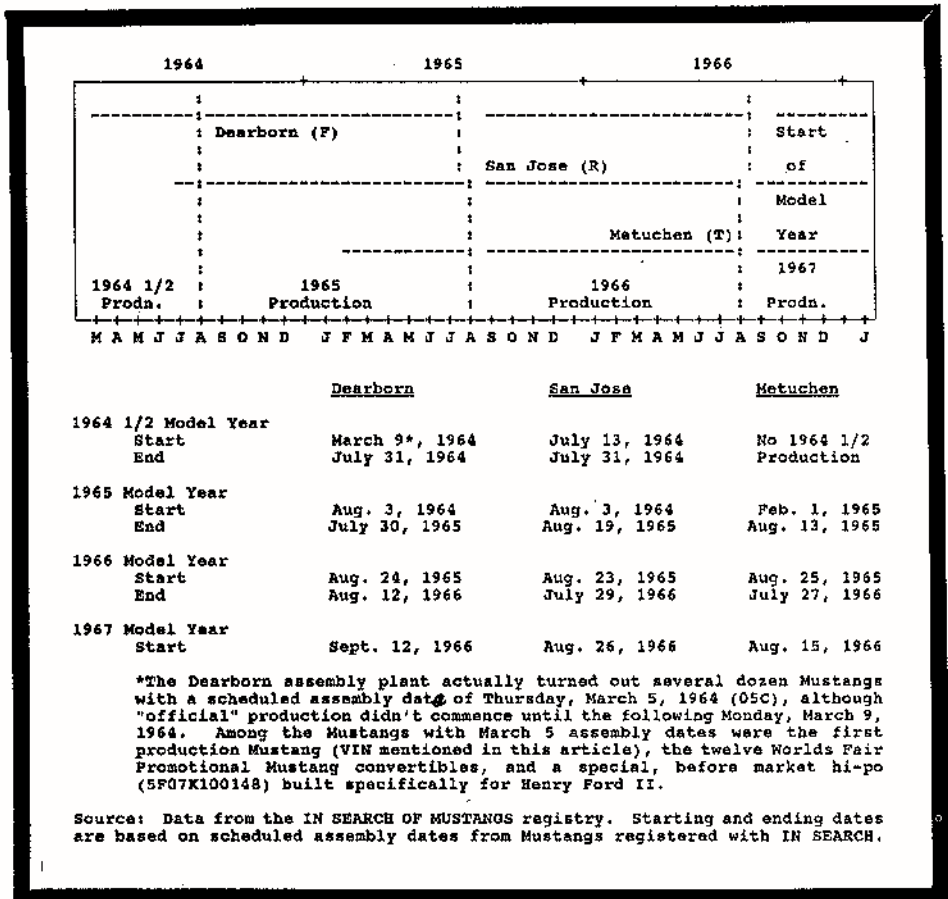 1964 1965 1966
Dearborn (F) Start
San Jose (R) of
Model
Metuchen (T) Year
1967
1964 1/2 1965 1966
Prodn. Production Production Prodn.
M A M J J A S O N D J F M A M J J A S O N D J F M A M J J A S O N D J
Dearborn San Jose Metuchen
1964 1/2 Model Year
Start March 9*, 1964 July 13, 1964 No 1964 1/2
End July 31, 1964 July 31, 1964 Production
1965 Model Year
Start Aug. 3, 1964 Aug. 3, 1964 Feb. 1, 1965
End July 30, 1965 Aug. 19, 1965 Aug. 13, 1965
1966 Model Year
Start Aug. 24, 1965 Aug. 23, 1965 Aug. 25, 1965
End Aug. 12, 1966 July 29, 1966 July 27, 1966
1967 Model Year
Start Sept. 12, 1966 Aug. 26, 1966 Aug. 15, 1966
*The Dearborn assembly plant actually turned out several dozen Mustangs
with a scheduled assembly date of Thursday, March 5, 1964 (05C), although
"official" production didn't commence until the following Monday, March 9,
1964. Among the Mustangs with March 5 assembly dates were the first
production Mustang (VIN mentioned in this article), the twelve Worlds Fair
Promotional Mustang convertibles, and a special, before market hi-po
(5F07K100148) built specifically for Henry Ford II.
Source: Data from the IN SEARCH OF MUSTANGS registry. Starting and ending dates
are based on scheduled assembly dates from Mustangs registered with IN SEARCH.